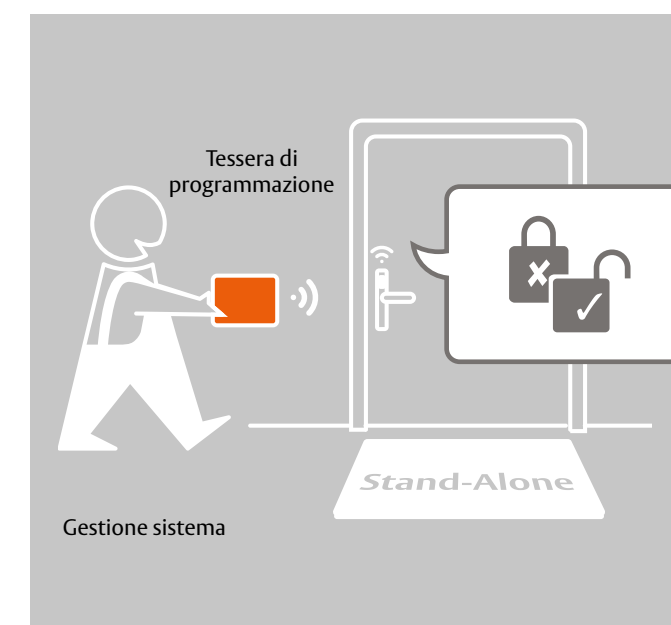 Tessera di
programmazione
Stand-Alone
Gestione sistema